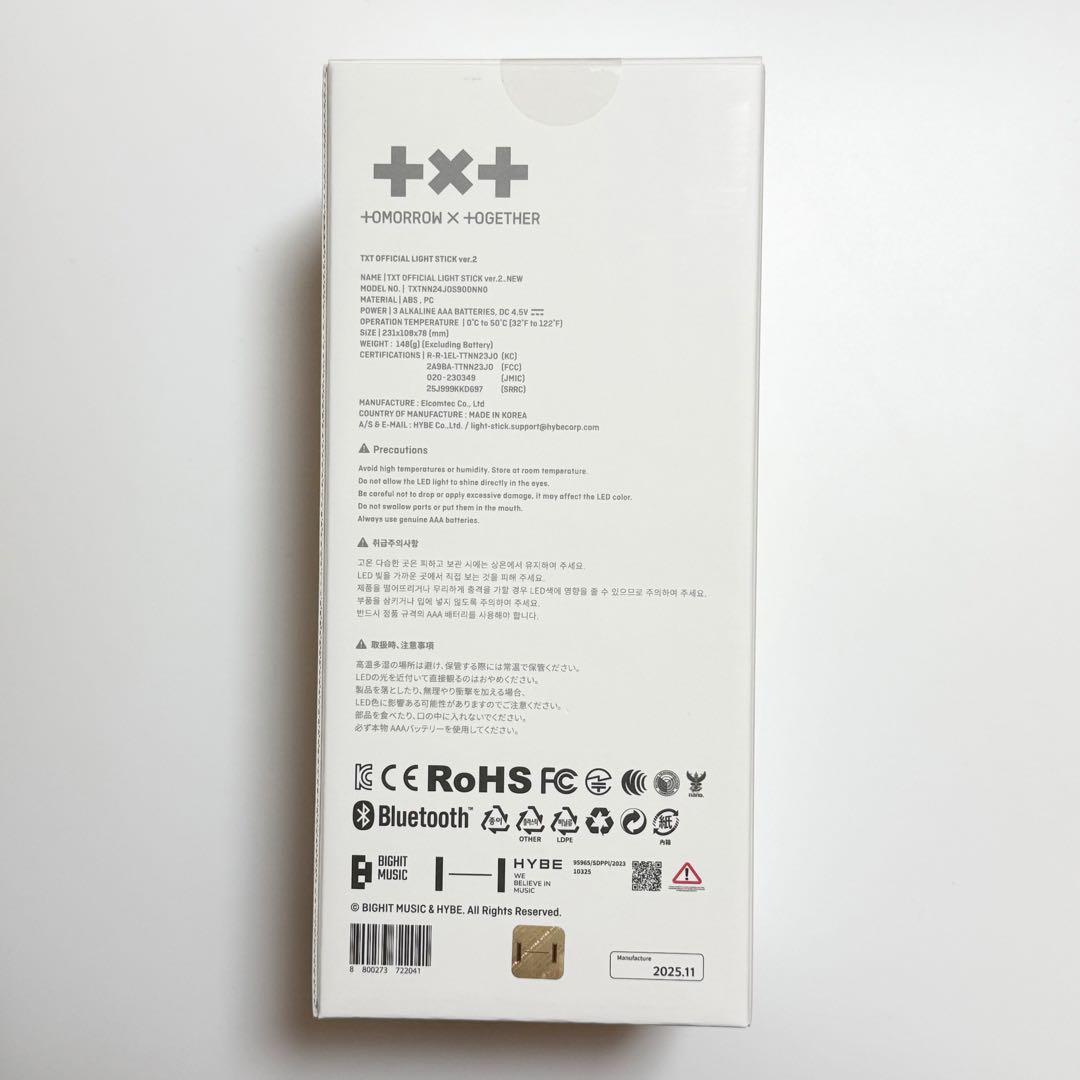 +×+
+OMORROW × +OGETHER
TXT OFFICIAL LIGHT STICK ver.2
NAME | TXT OFFICIAL LIGHT STICK ver.2_NEW
MODEL NO. | TXTNN24JOS90DNN0
MATERIAL | ABS , PC
POWER | 3 ALKALINE AAA BATTERIES, DC 4.5V
OPERATION TEMPERATURE | 0˚C to 50˚C (32˚F to 122˚F)
SIZE | 231x108x78 (mm)
WEIGHT : 148(g) (Excluding Battery)
CERTIFICATIONS | R-R-1EL-TTNN23JO (KC)
2A9BA-TTNN23JO (FCC)
020-230349 (JMIC)
25J999KKD697 (SRRC)
MANUFACTURE : Elcomtec Co., Ltd
COUNTRY OF MANUFACTURE : MADE IN KOREA
A/S & E-MAIL : HYBE Co.,Ltd. / light-stick.support@hybecorp.com
Precautions
Avoid high temperatures or humidity. Store at room temperature.
Do not allow the LED light to shine directly in the eyes.
Be careful not to drop or apply excessive damage, it may affect the LED color.
Do not swallow parts or put them in the mouth.
Always use genuine AAA batteries.
취급주의사항
고온 다습한 곳은 피하고 보관 시에는 상온에서 유지하여 주세요.
LED 빛을 가까운 곳에서 직접 보는 것을 피해 주세요.
제품을 떨어뜨리거나 무리하게 충격을 가할 경우 LED색에 영향을 줄 수 있으므로 주의하여 주세요.
부품을 삼키거나 입에 넣지 않도록 주의하여 주세요.
반드시 정품 규격의 AAA 배터리를 사용해야 합니다.
取扱時、注意事項
高温多湿の場所は避け、保管する際には常温で保管ください。
LEDの光を近付いて直接観るのはおやめください。
製品を落としたり、無理やり衝撃を加える場合、
LED色に影響ある可能性がありますのでご注意ください。
部品を食べたり、口の中に入れないでください。
必ず本物 AAAバッテリーを使用してください。
CE RoHS FC
Bluetooth™ 종이 플라스틱 비닐류 紙
OTHER LDPE 内箱
BIGHIT MUSIC
HYBE
WE
BELIEVE IN
MUSIC
95965/SDPPI/2023
10325
© BIGHIT MUSIC & HYBE. All Rights Reserved.
8 800273 722041
Manufacture
2025.11